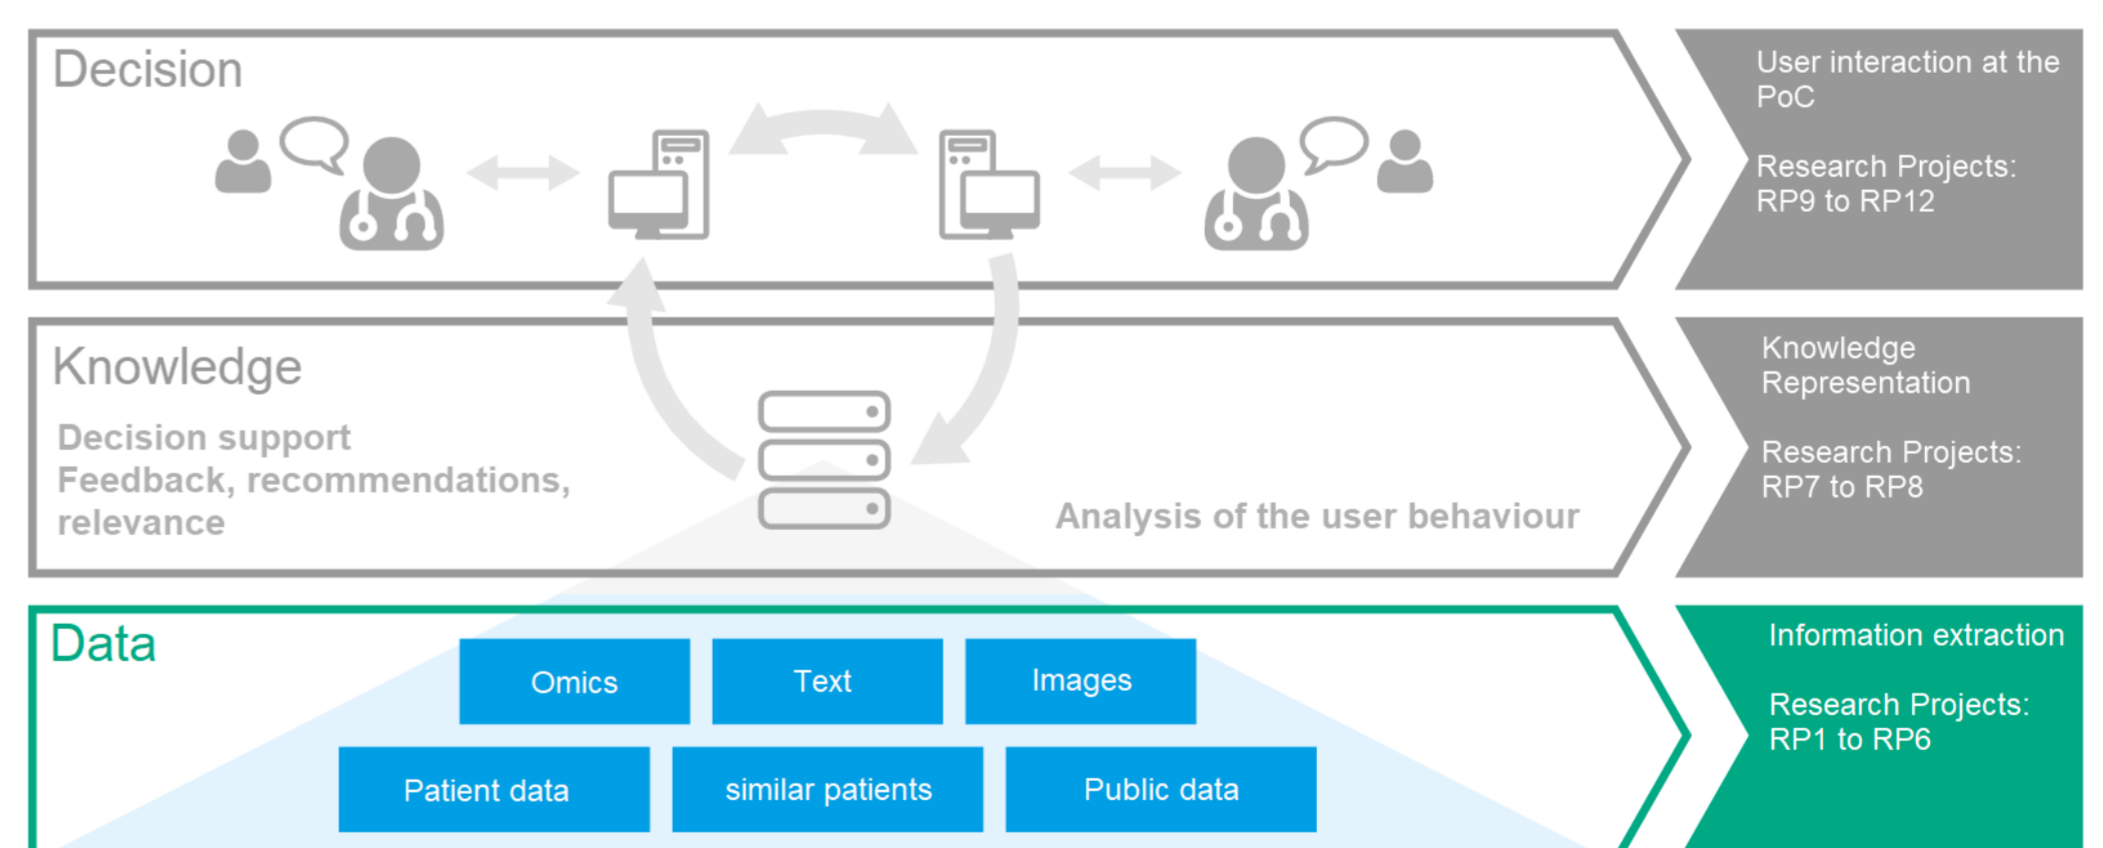 Decision
User interaction at the
PoC
Research Projects:
RP9 to RP12
Knowledge
Decision support
Feedback, recommendations,
relevance
Analysis of the user behaviour
Knowledge
Representation
Research Projects:
RP7 to RP8
Data
Omics
Text
Images
Patient data
similar patients
Public data
Information extraction
Research Projects:
RP1 to RP6